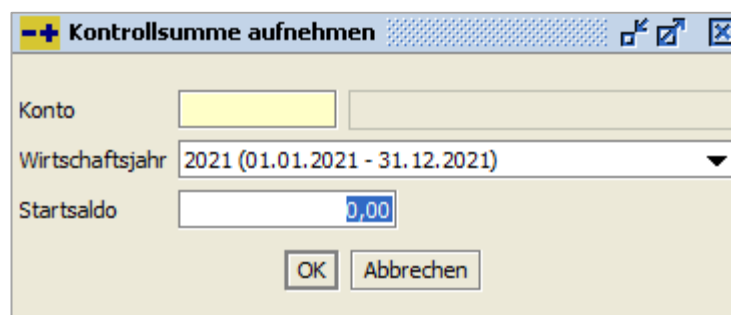 Kontrollsumme aufnehmen
Konto
Wirtschaftsjahr 2021 (01.01.2021 - 31.12.2021)
Startsaldo 0,00
OK Abbrechen